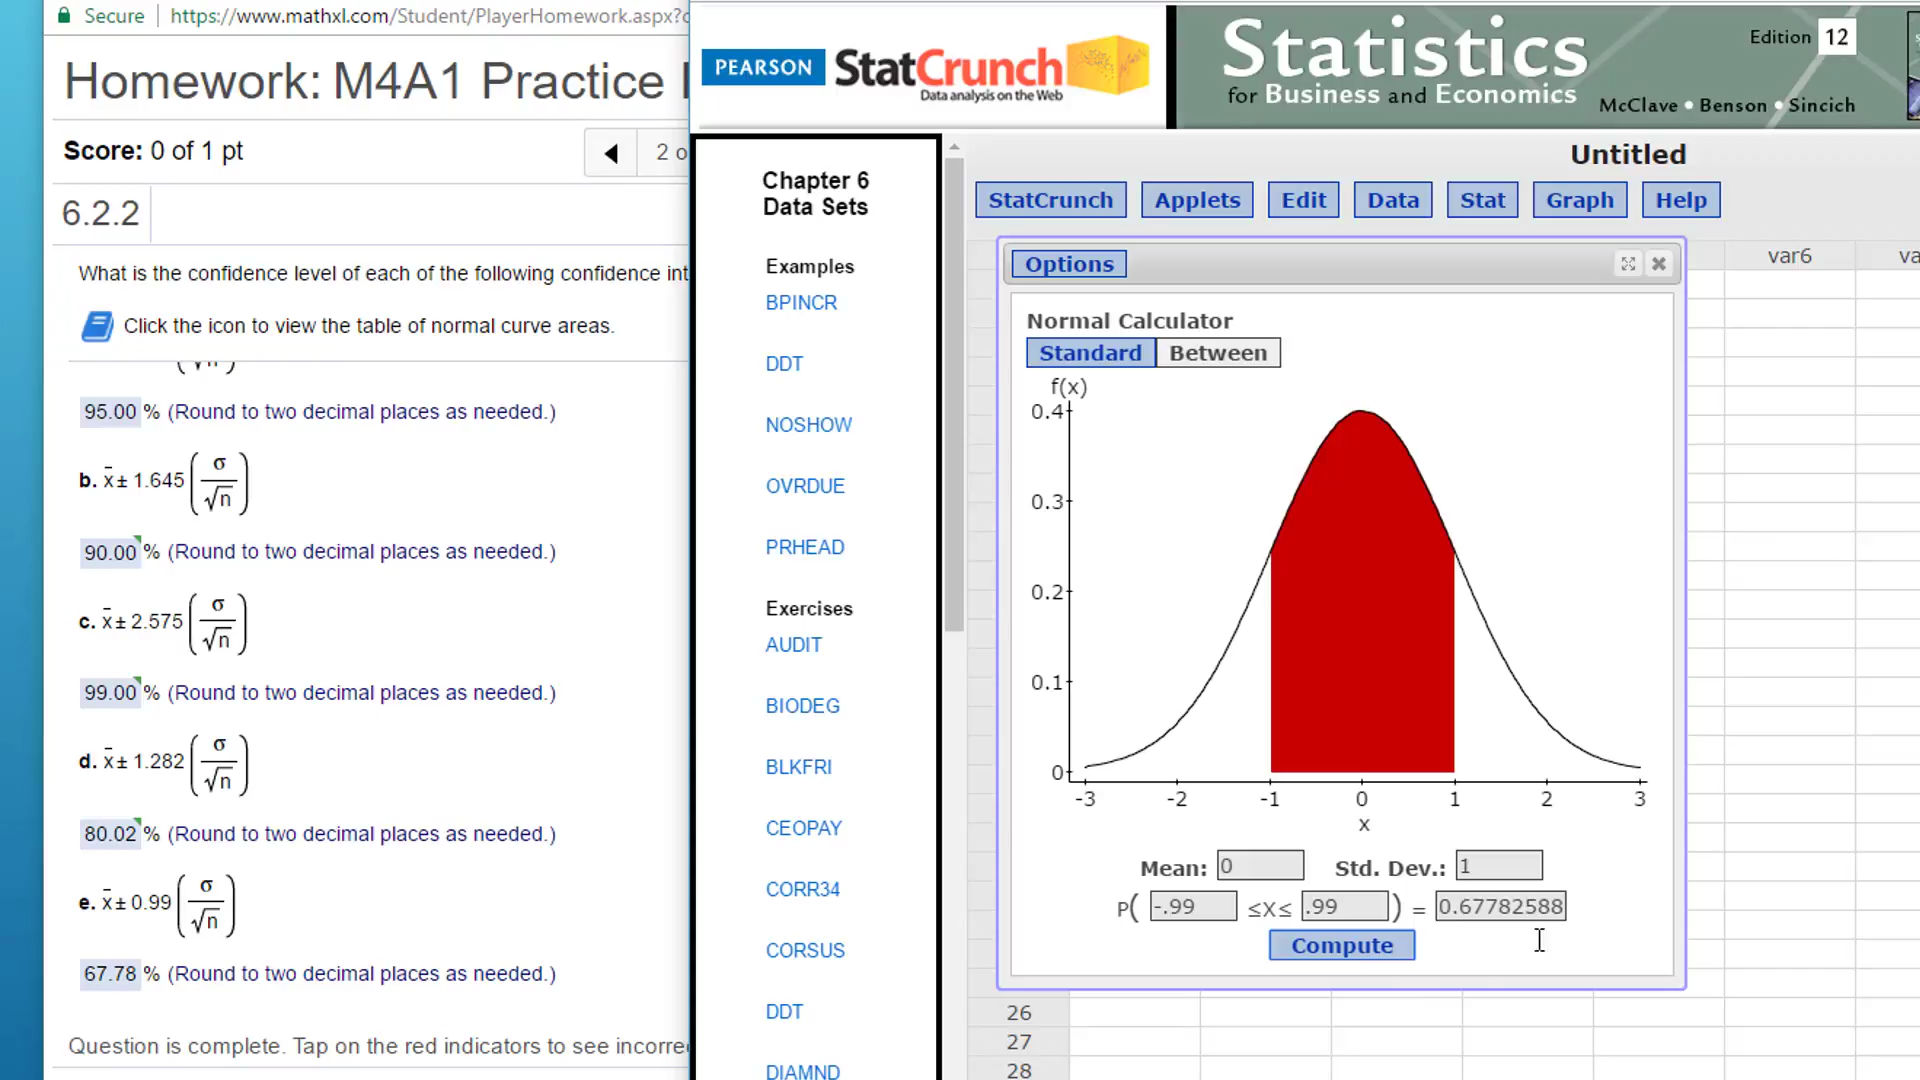 Secure
https://www.mathxl.com/Student/PlayerHomework.aspx?
Homework: M4A1 Practice
Score: 0 of 1 pt
2 o
6.2.2
What is the confidence level of each of the following confidence int
Click the icon to view the table of normal curve areas.
95.00 % (Round to two decimal places as needed.)
b. x̄ ± 1.645 (σ/√n)
90.00 % (Round to two decimal places as needed.)
c. x̄ ± 2.575 (σ/√n)
99.00 % (Round to two decimal places as needed.)
d. x̄ ± 1.282 (σ/√n)
80.02 % (Round to two decimal places as needed.)
e. x̄ ± 0.99 (σ/√n)
67.78 % (Round to two decimal places as needed.)
Question is complete. Tap on the red indicators to see incorre
PEARSON
StatCrunch
Data analysis on the Web
Statistics
for Business and Economics
Edition 12
McClave • Benson • Sincich
Chapter 6
Data Sets
Examples
BPINCR
DDT
NOSHOW
OVRDUE
PRHEAD
Exercises
AUDIT
BIODEG
BLKFRI
CEOPAY
CORR34
CORSUS
DDT
DIAMND
Untitled
StatCrunch Applets Edit Data Stat Graph Help
var6 va
Options
Normal Calculator
Standard Between
f(x)
0.4
0.3
0.2
0.1
0
-3 -2 -1 0 1 2 3
x
Mean: 0 Std. Dev.: 1
P( -.99 ≤X≤ .99 ) = 0.67782588
Compute
26
27
28